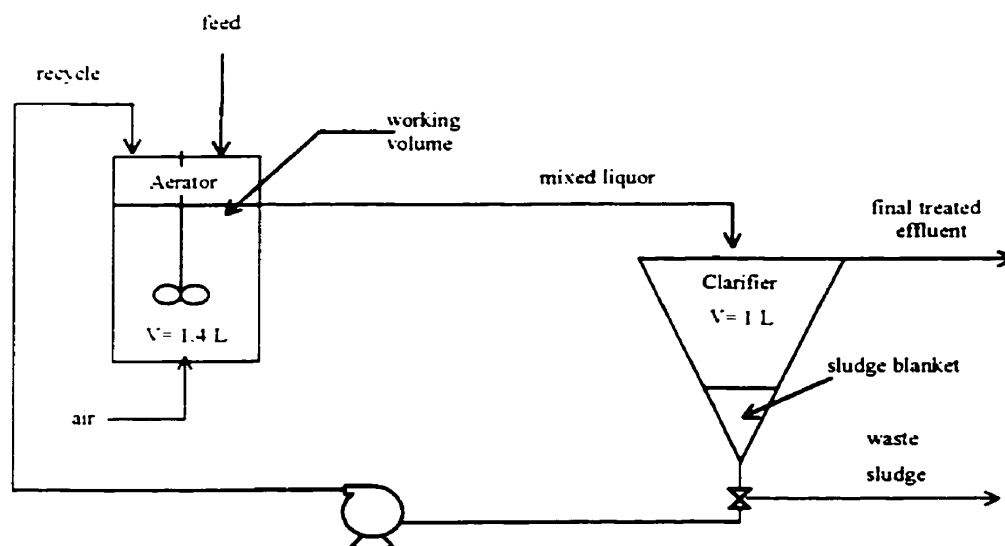 feed
recycle
working
volume
Aerator
mixed liquor
final treated
effluent
Clarifier
V= 1 L
V= 1.4 L
sludge blanket
air
waste
sludge